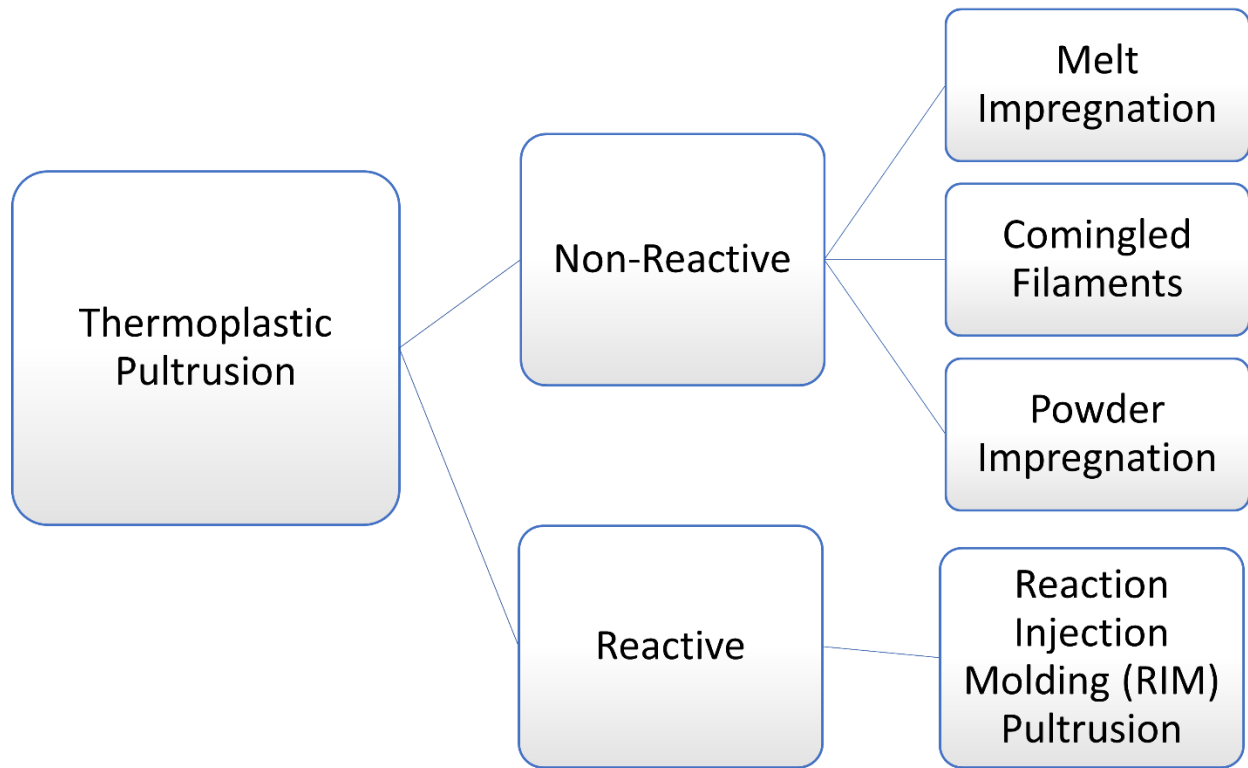 Thermoplastic
Pultrusion
Non-Reactive
Melt
Impregnation
Comingled
Filaments
Powder
Impregnation
Reactive
Reaction
Injection
Molding (RIM)
Pultrusion